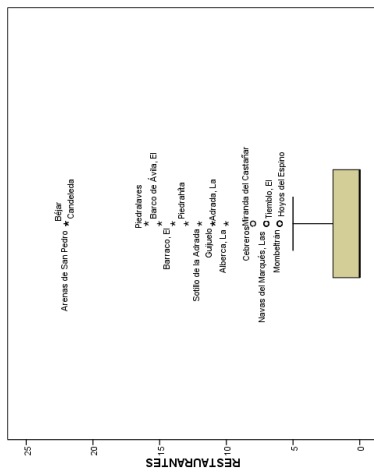 Béjar
Arenas de San Pedro
Candeleda
Piedralaves
Barco de Ávila, El
Barraco, El
Piedrahíta
Sotillo de la Adrada
Guijuelo
Adrada, La
Alberca, La
Cebreros
Miranda del Castañar
Navas del Marqués, Las
Tiemblo, El
Mombeltrán
Hoyos del Espino
25
20
15
10
5
0
RESTAURANTES